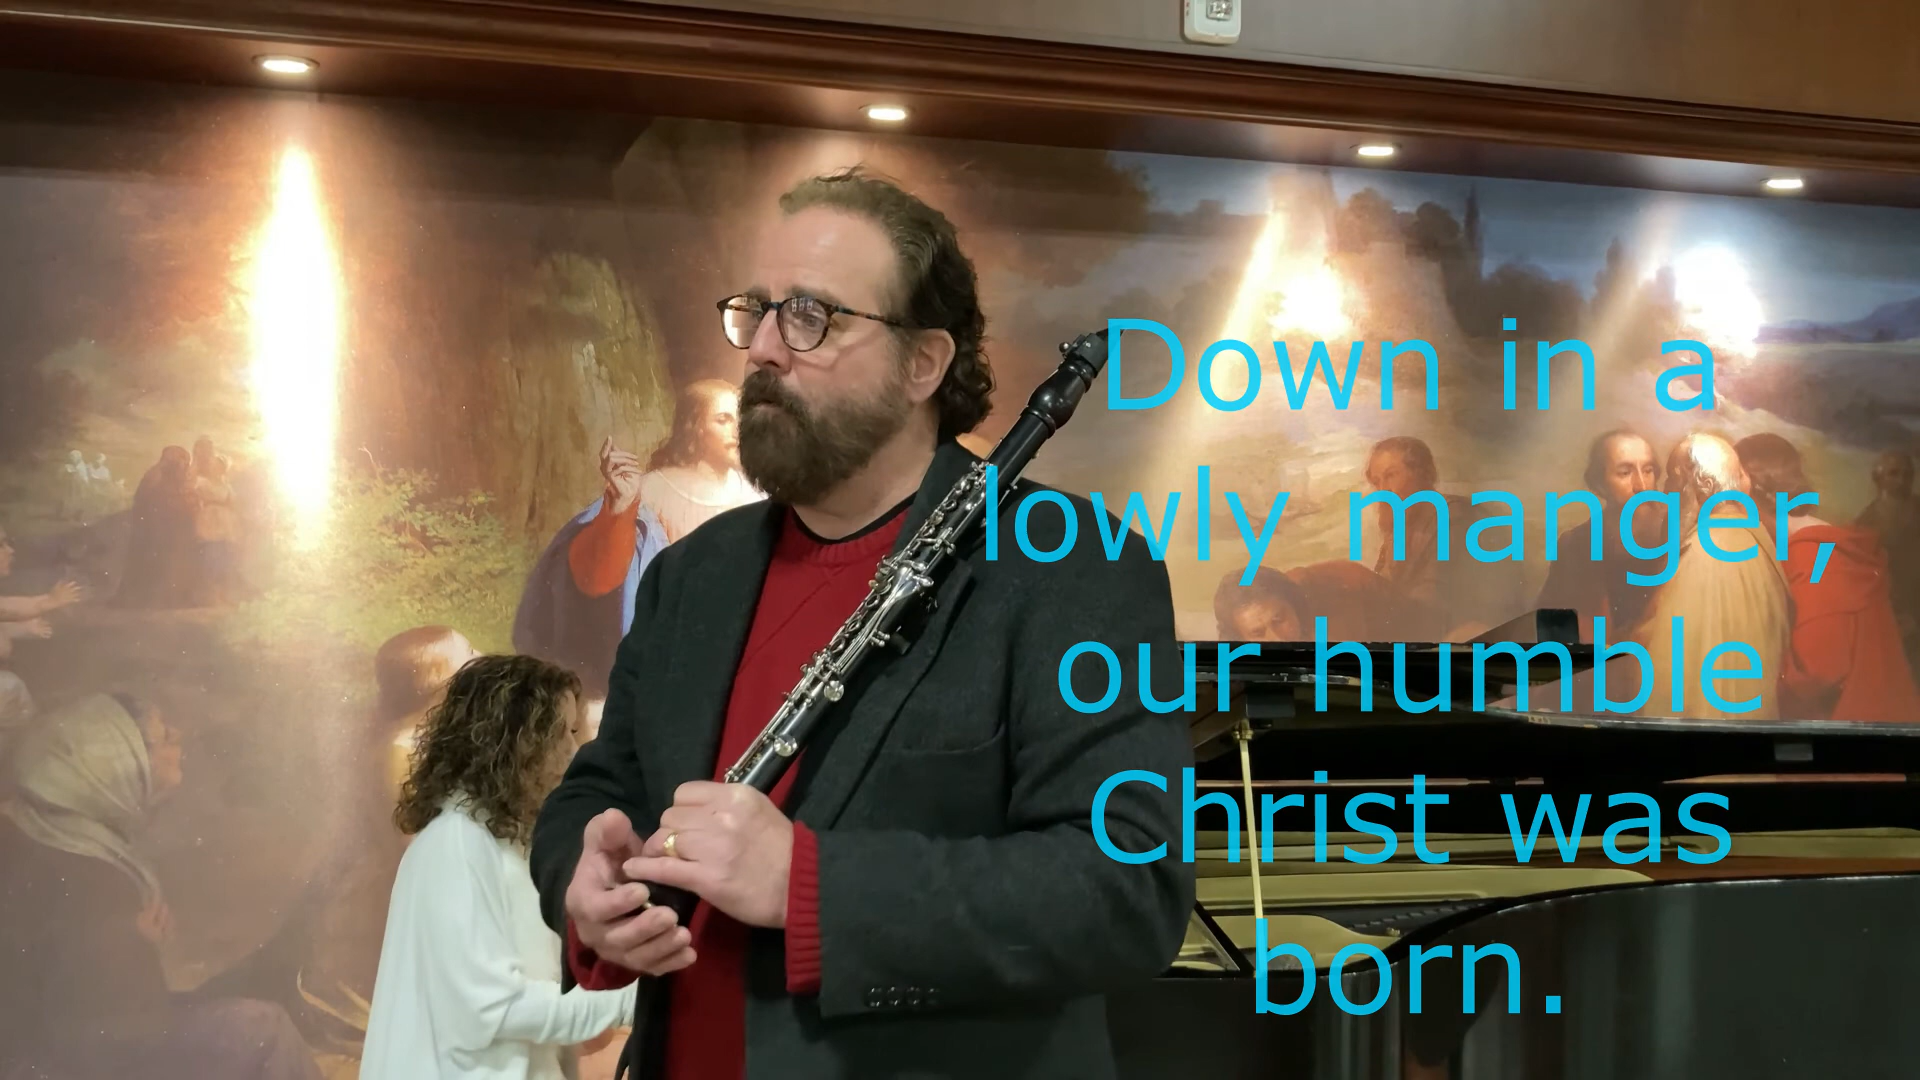 Down in a
lowly manger,
our humble
Christ was
born.